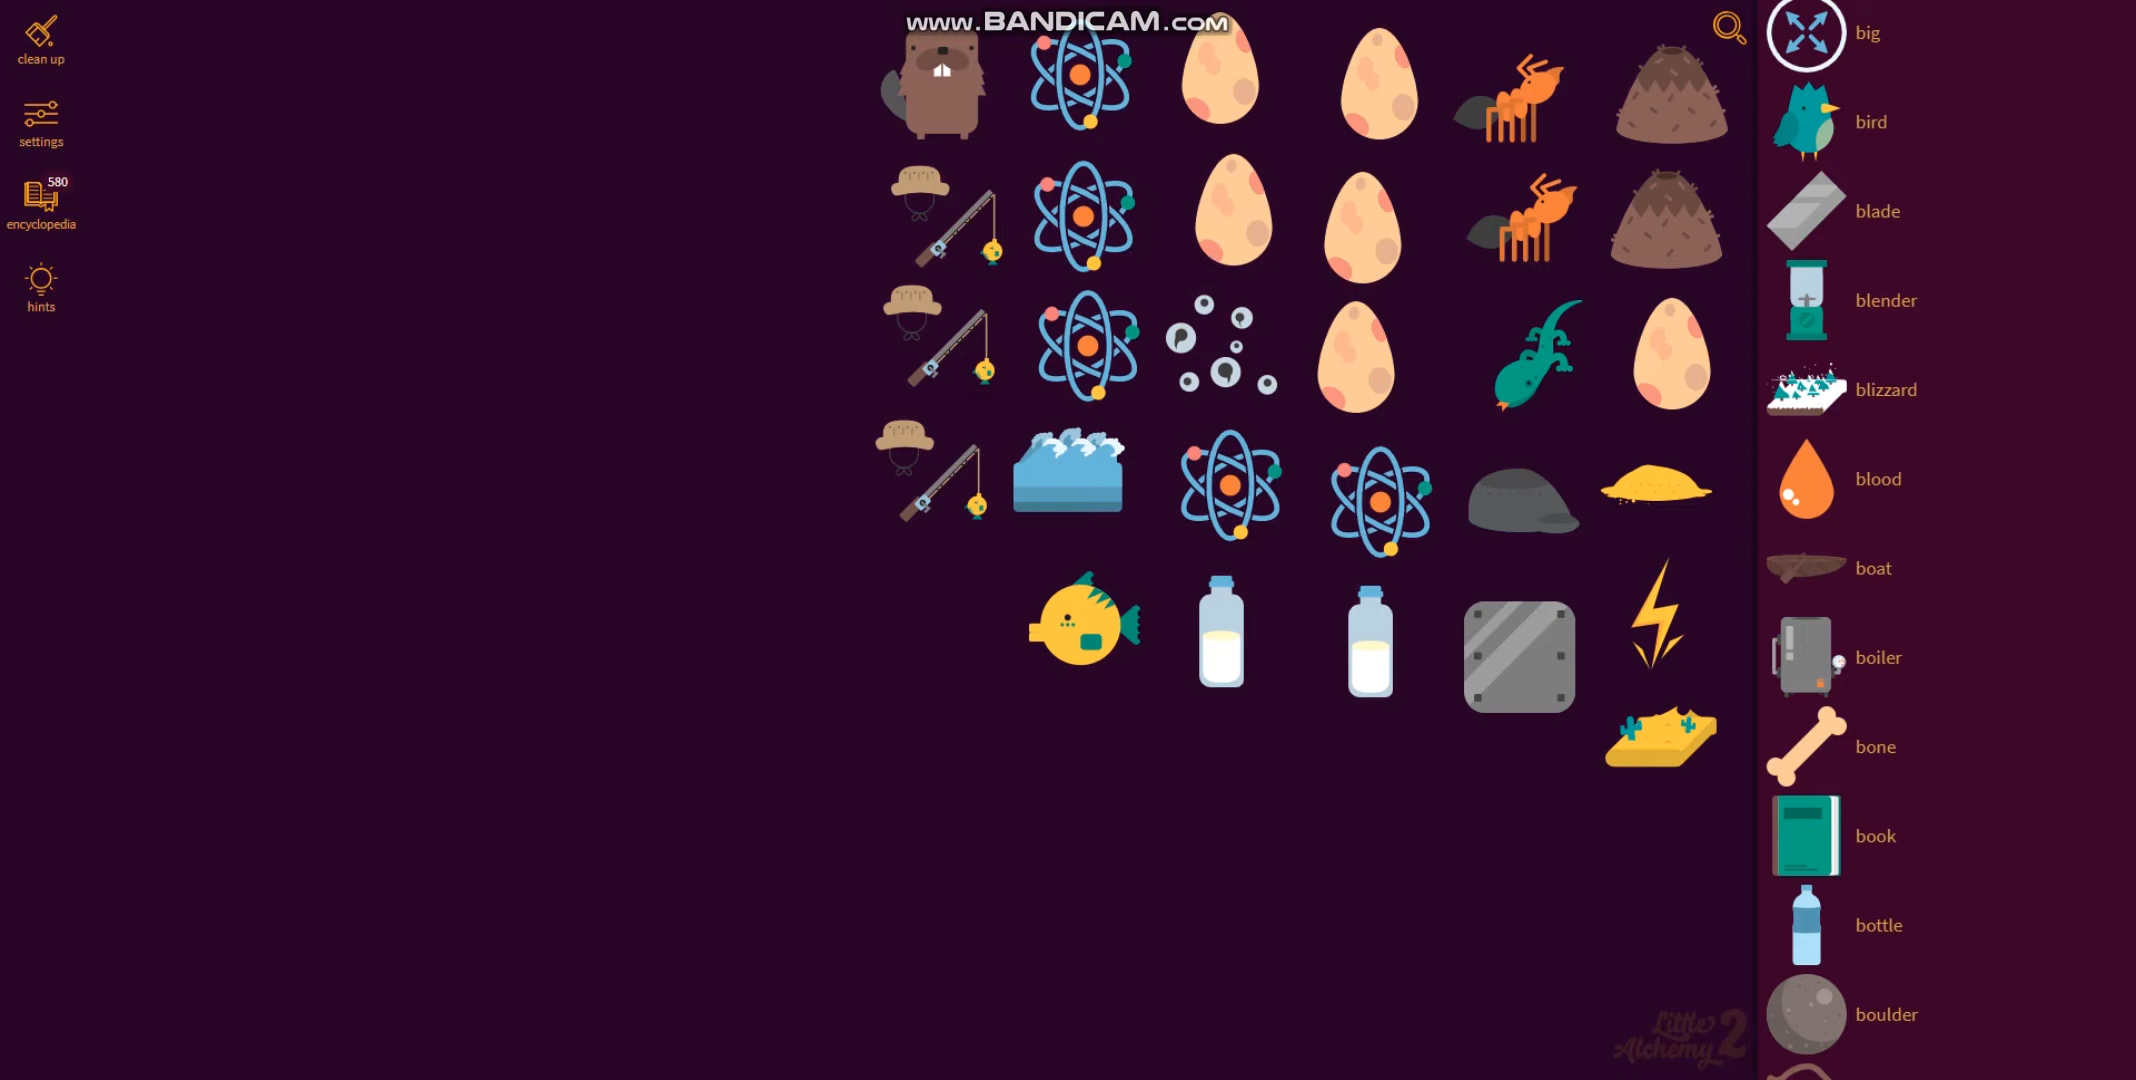 www.BANDICAM.com
clean up
settings
580
encyclopedia
hints
big
bird
blade
blender
blizzard
blood
boat
boiler
bone
book
bottle
boulder
Little
Alchemy 2